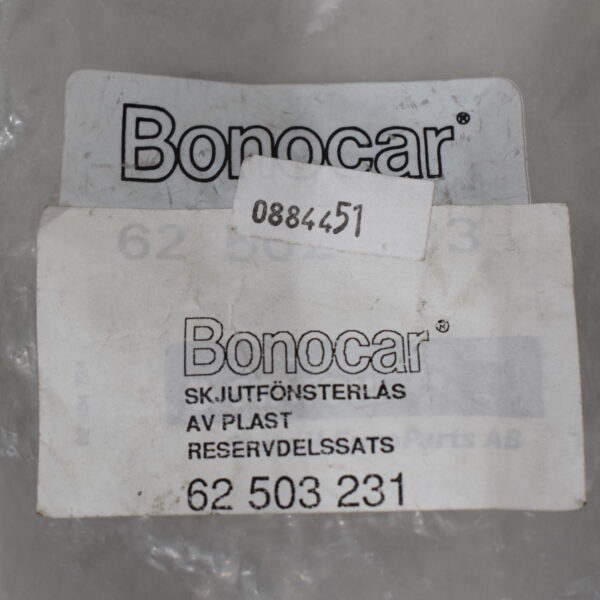 Bonocar®
0884451
Bonocar®
SKJUTFÖNSTERLÅS
AV PLAST
RESERVDELSSATS
62 503 231